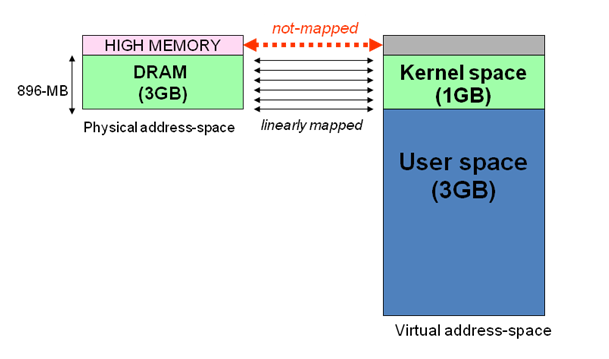 not-mapped
HIGH MEMORY
DRAM
(3GB)
896-MB
Physical address-space
linearly mapped
Kernel space
(1GB)
User space
(3GB)
Virtual address-space